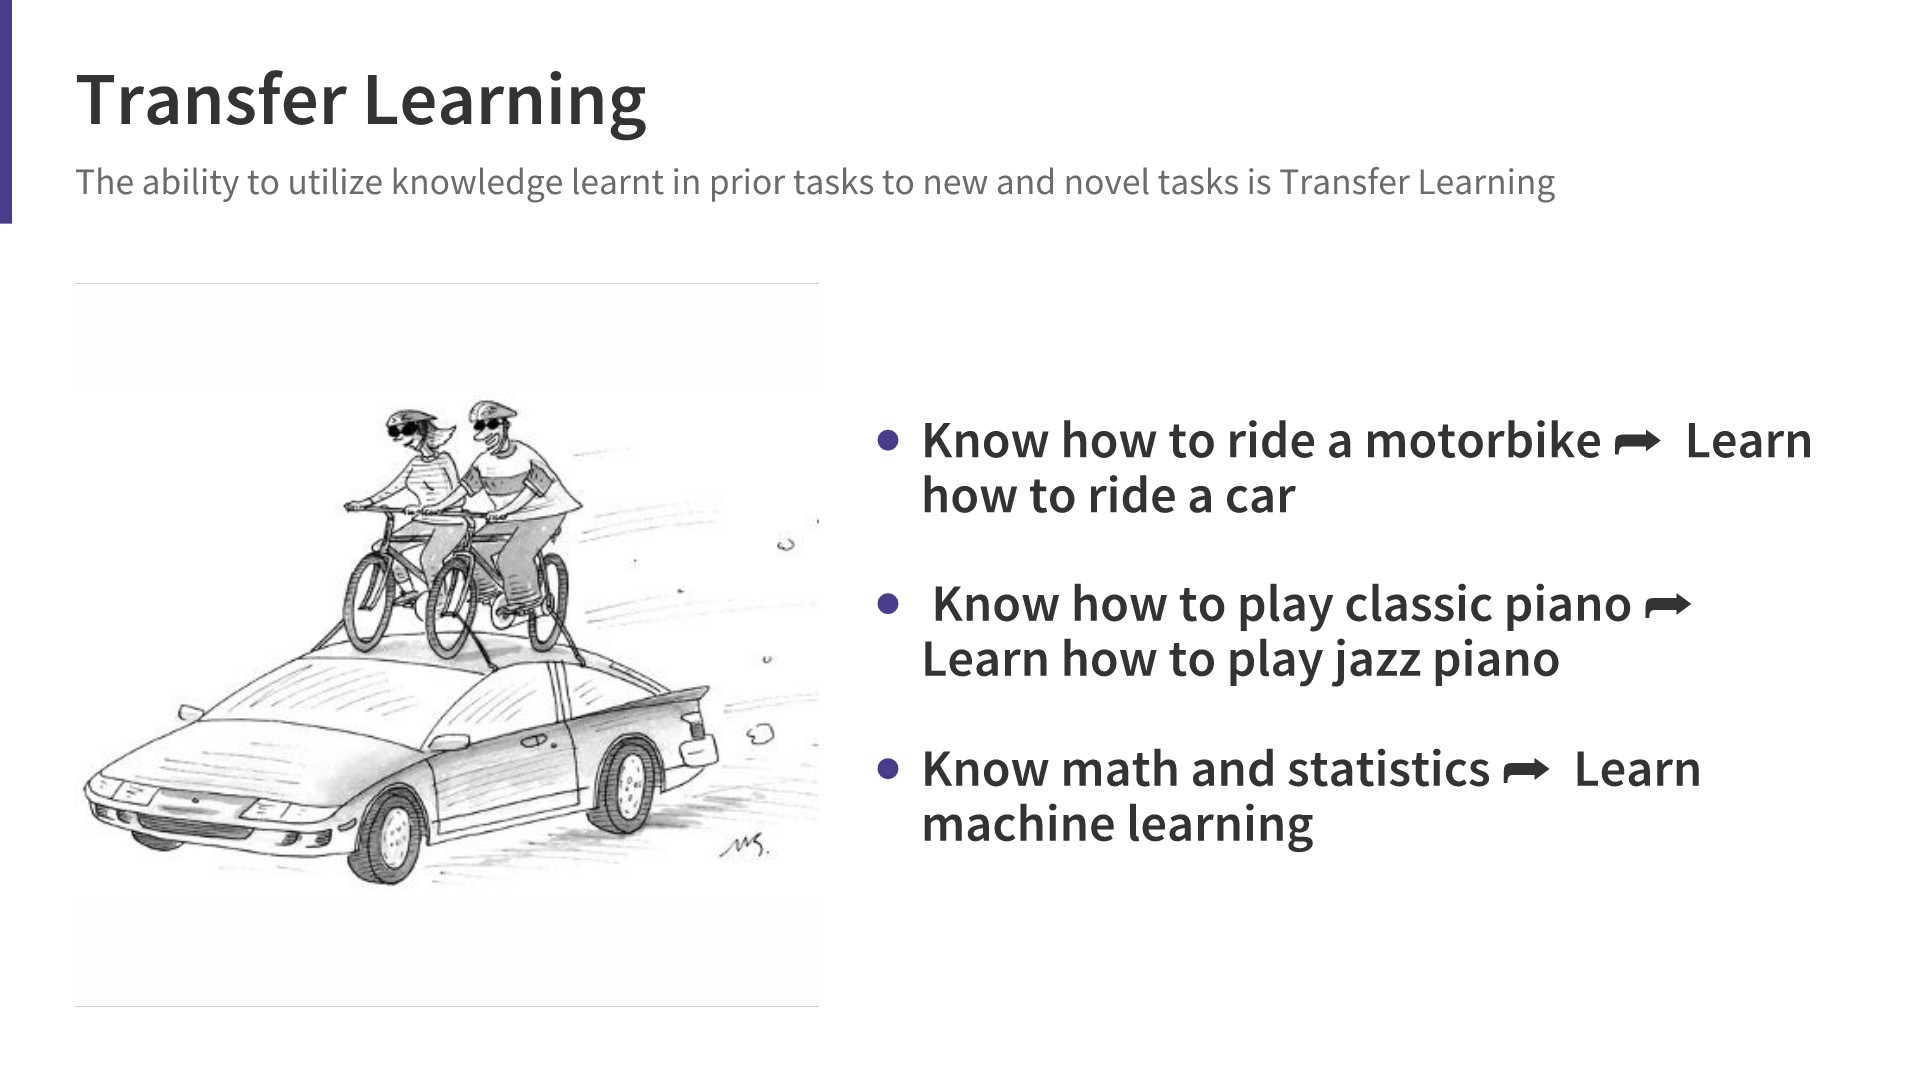 Transfer Learning
The ability to utilize knowledge learnt in prior tasks to new and novel tasks is Transfer Learning
● Know how to ride a motorbike ➦ Learn
how to ride a car
● Know how to play classic piano ➦
Learn how to play jazz piano
● Know math and statistics ➦ Learn
machine learning